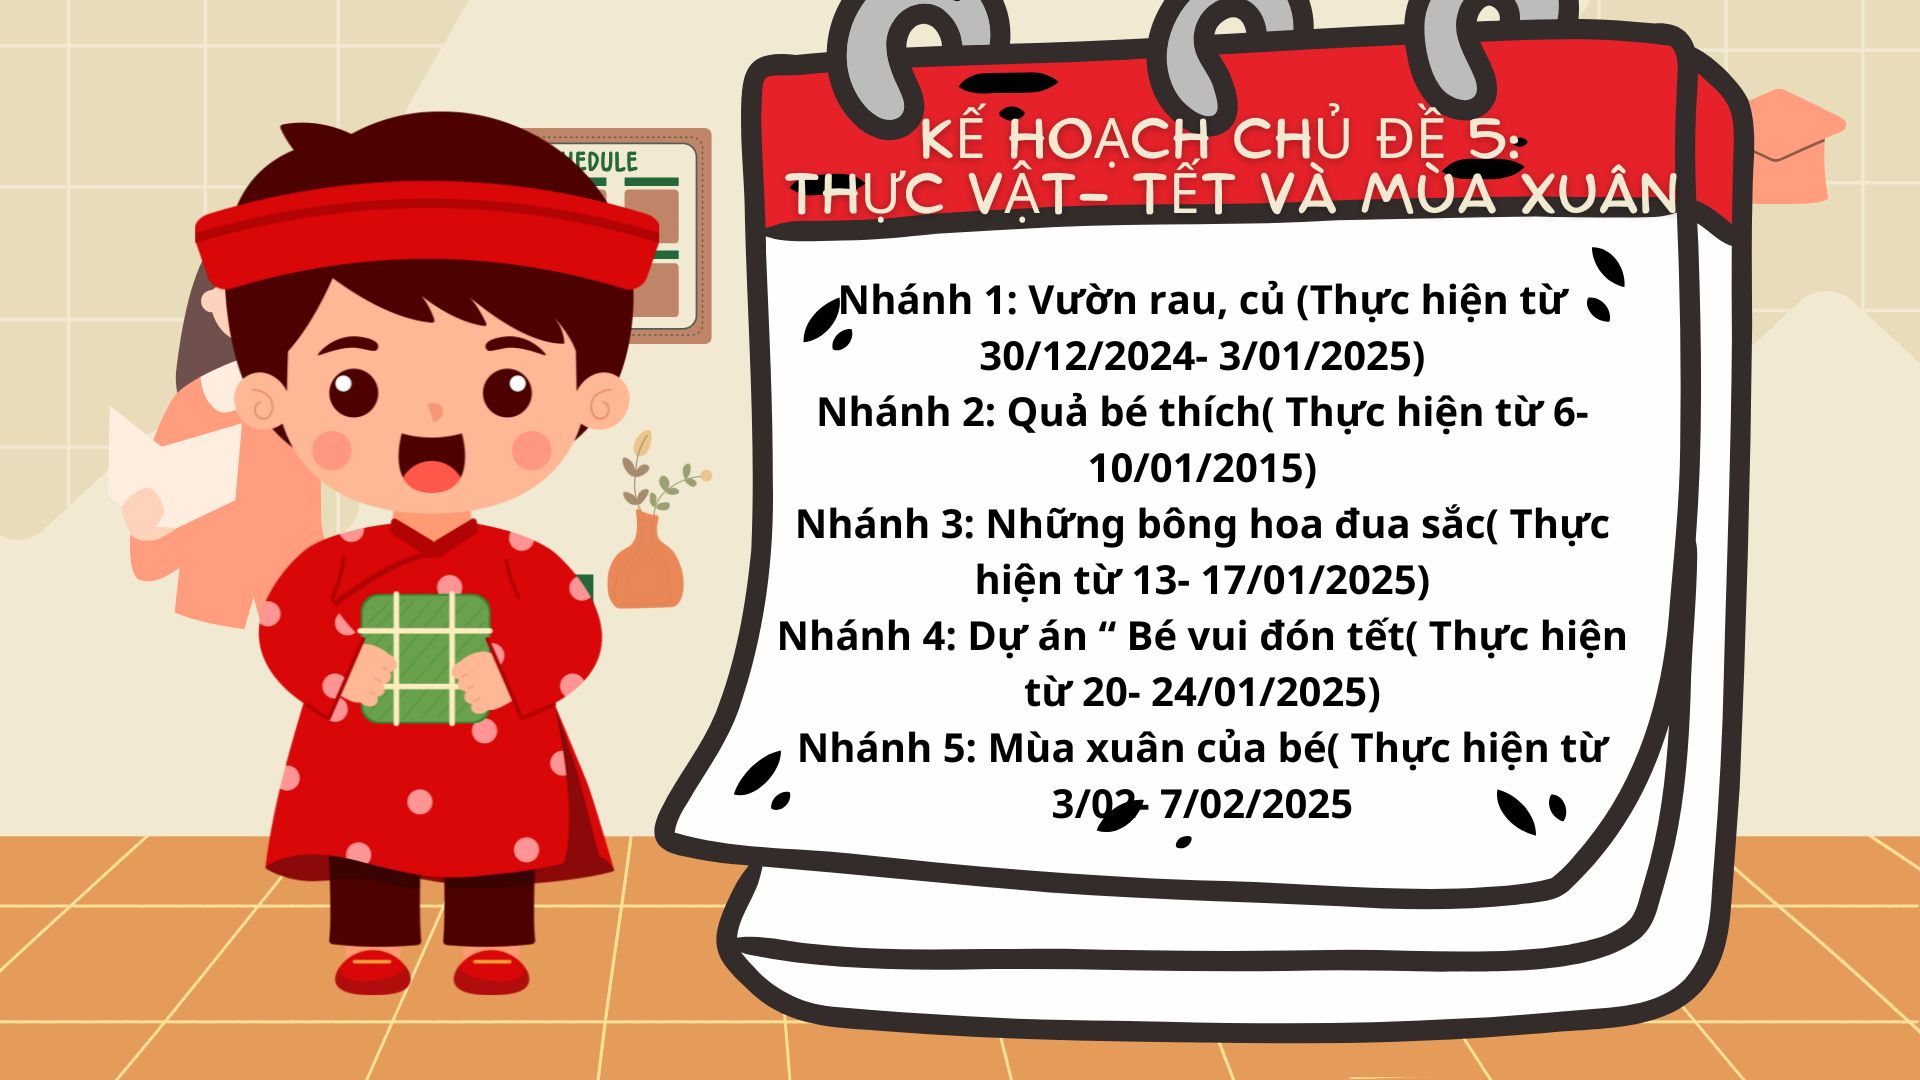 KẾ HOẠCH CHỦ ĐỀ 5:
THỰC VẬT- TẾT VÀ MÙA XUÂN
Nhánh 1: Vườn rau, củ (Thực hiện từ
30/12/2024- 3/01/2025)
Nhánh 2: Quả bé thích( Thực hiện từ 6-
10/01/2015)
Nhánh 3: Những bông hoa đua sắc( Thực
hiện từ 13- 17/01/2025)
Nhánh 4: Dự án “ Bé vui đón tết( Thực hiện
từ 20- 24/01/2025)
Nhánh 5: Mùa xuân của bé( Thực hiện từ
3/02- 7/02/2025